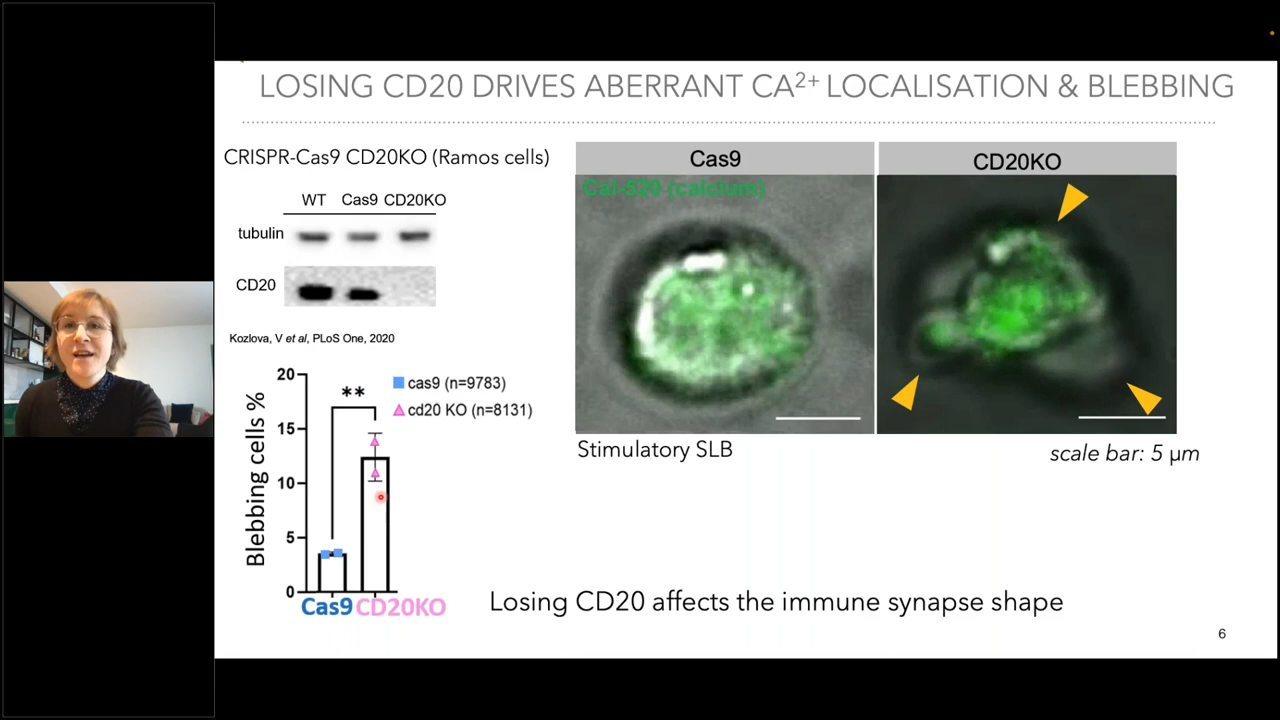 LOSING CD20 DRIVES ABERRANT CA2+ LOCALISATION & BLEBBING
CRISPR-Cas9 CD20KO (Ramos cells)
WT Cas9 CD20KO
tubulin
CD20
Kozlova, V et al, PLoS One, 2020
Blebbing cells %
20
15
10
5
0
**
cas9 (n=9783)
cd20 KO (n=8131)
Cas9 CD20KO
Cas9
CD20KO
Cal-520 (calcium)
Stimulatory SLB
scale bar: 5 µm
Losing CD20 affects the immune synapse shape
6